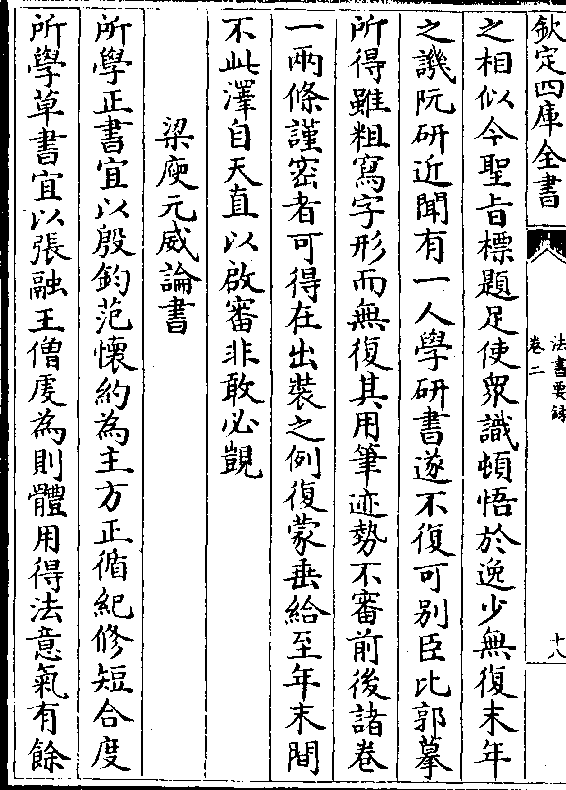 欽定四庫全書
法書要錄
卷二
十八
之相似今聖旨標題足使衆識頓悟於逸少無復末年
之譏阮研近聞有一人學研書遂不復可别臣比郭摹
所得雖粗寫字形而無復其用筆迹勢不審前後諸卷
一兩條謹密者可得在出裝之例復蒙垂給至年末間
不此澤自天直以啟審非敢必覬
梁庾元威論書
所學正書宜以殷鈞范懷約為主方正循紀修短合度
所學草書宜以張融王僧虔為則體用得法意氣有餘